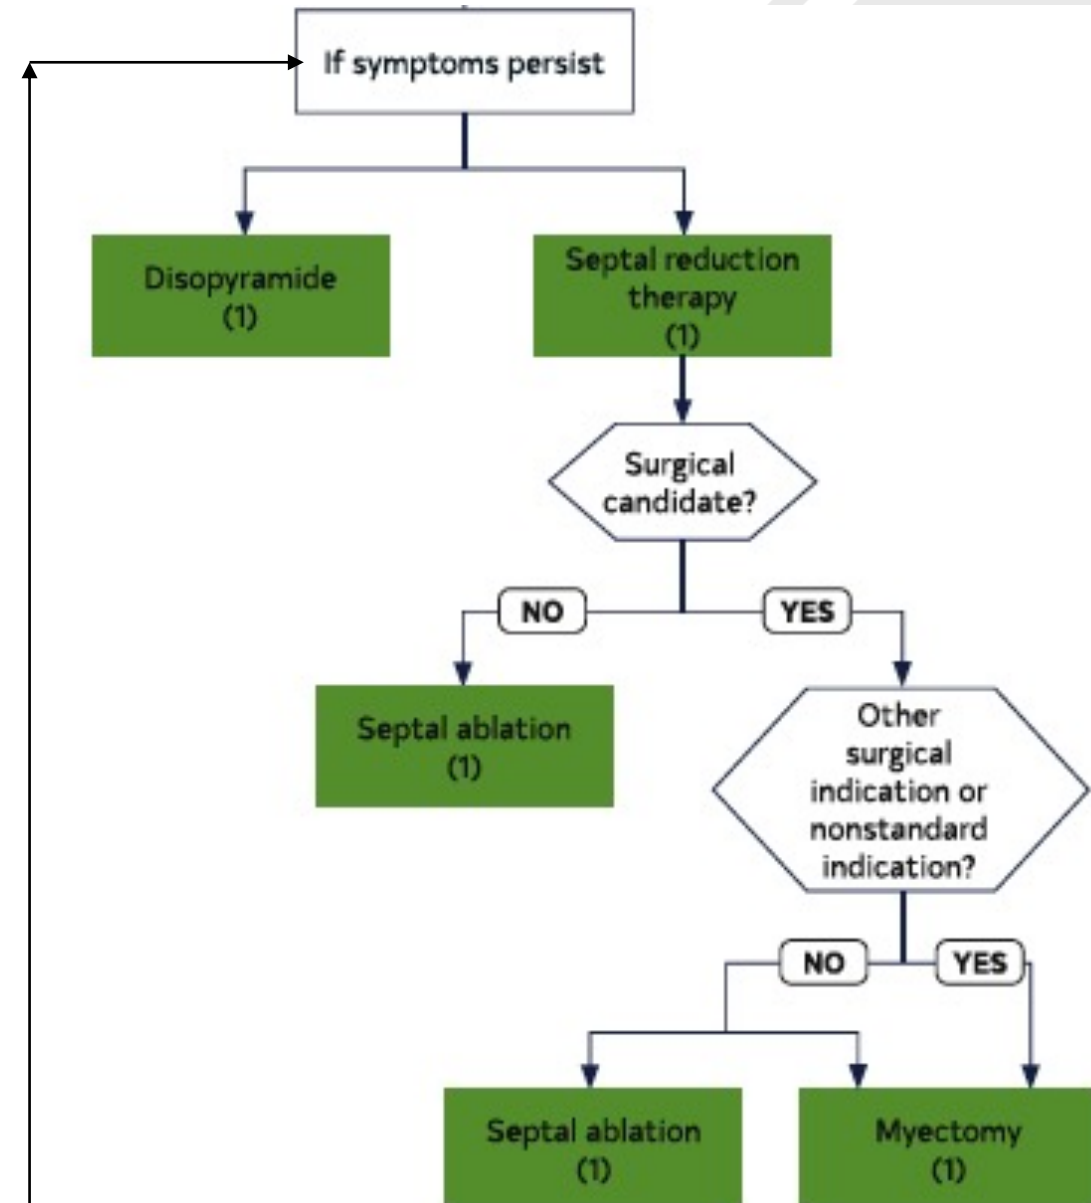 If symptoms persist
Disopyramide
(1)
Septal reduction
therapy
(1)
Surgical
candidate?
NO
YES
Septal ablation
(1)
Other
surgical
indication or
nonstandard
indication?
NO
YES
Septal ablation
(1)
Myectomy
(1)